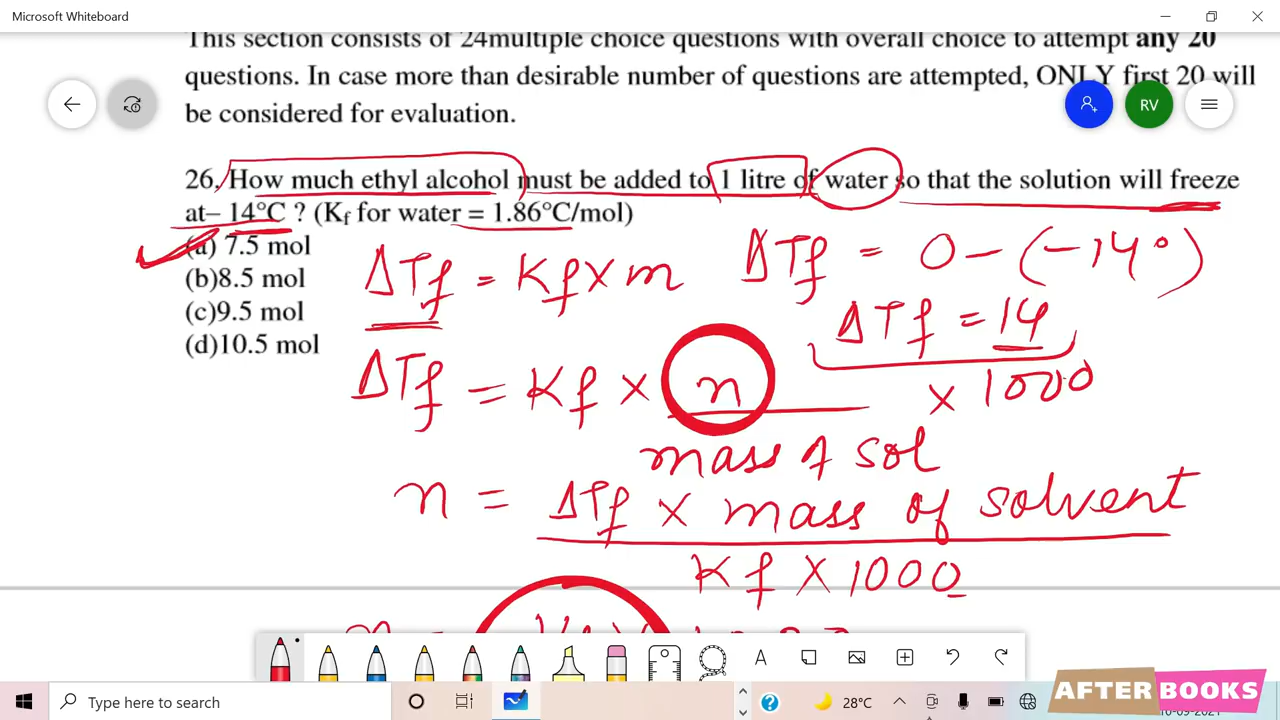 Microsoft Whiteboard
This section consists of 24multiple choice questions with overall choice to attempt any 20
questions. In case more than desirable number of questions are attempted, ONLY first 20 will
be considered for evaluation.
RV
26. How much ethyl alcohol must be added to 1 litre of water so that the solution will freeze
at– 14°C ? (Kf for water = 1.86°C/mol)
(a) 7.5 mol
(b)8.5 mol
(c)9.5 mol
(d)10.5 mol
ΔTf = Kf × m
ΔTf = 0 – (–14°)
ΔTf = 14
ΔTf = Kf × n × 1000
mass of sol
n = ΔTf × mass of solvent
Kf × 1000
n =
A
Type here to search
28°C
AFTER BOOKS